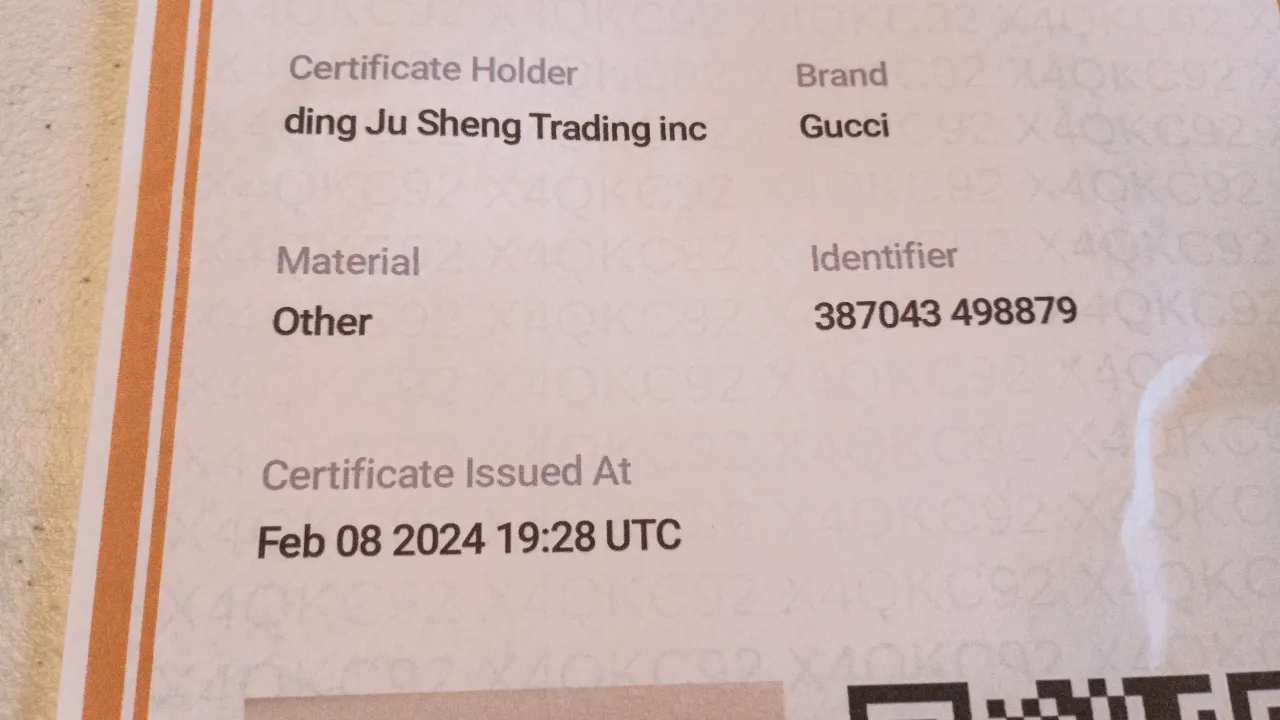 Certificate Holder
ding Ju Sheng Trading inc
Brand
Gucci
Material
Other
Identifier
387043 498879
Certificate Issued At
Feb 08 2024 19:28 UTC
X4QKC92